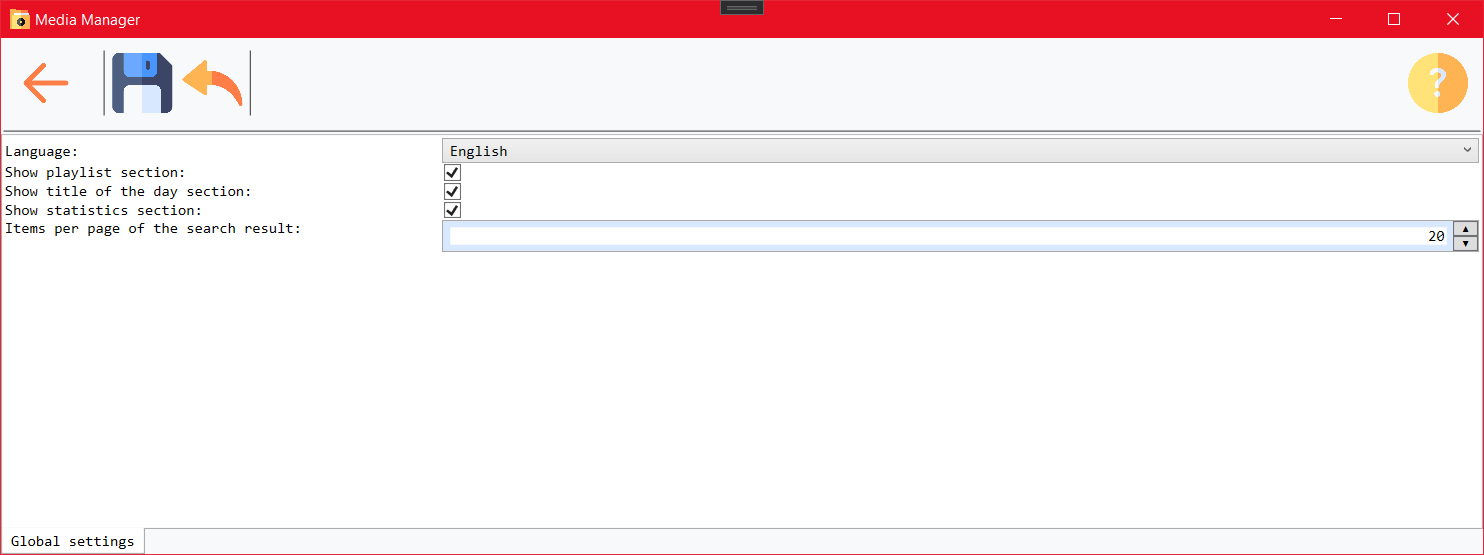 Media Manager
?
Language: English
Show playlist section:
Show title of the day section:
Show statistics section:
Items per page of the search result: 20
Global settings